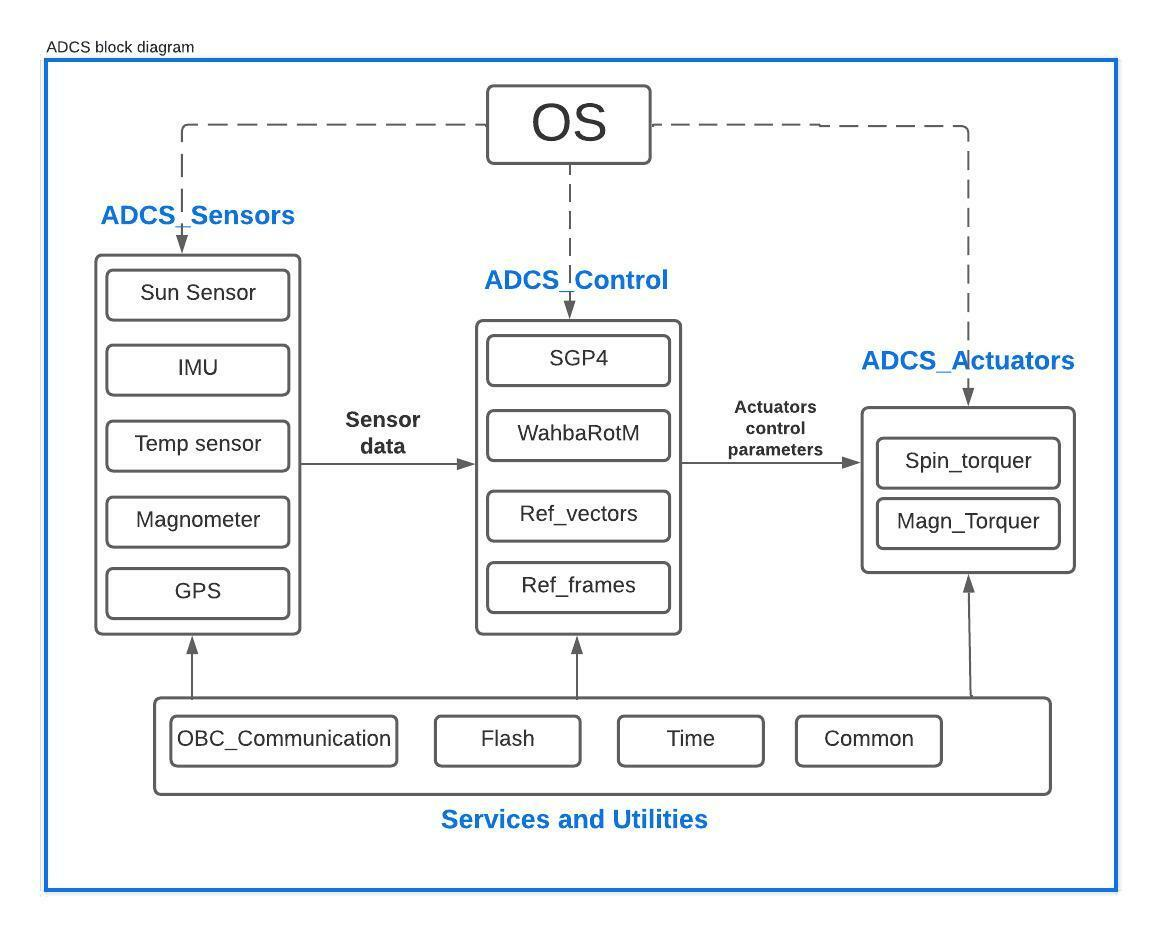 ADCS block diagram
OS
ADCS_Sensors
Sun Sensor
IMU
Temp sensor
Magnometer
GPS
Sensor
data
ADCS_Control
SGP4
WahbaRotM
Ref_vectors
Ref_frames
Actuators
control
parameters
ADCS_Actuators
Spin_torquer
Magn_Torquer
OBC_Communication
Flash
Time
Common
Services and Utilities